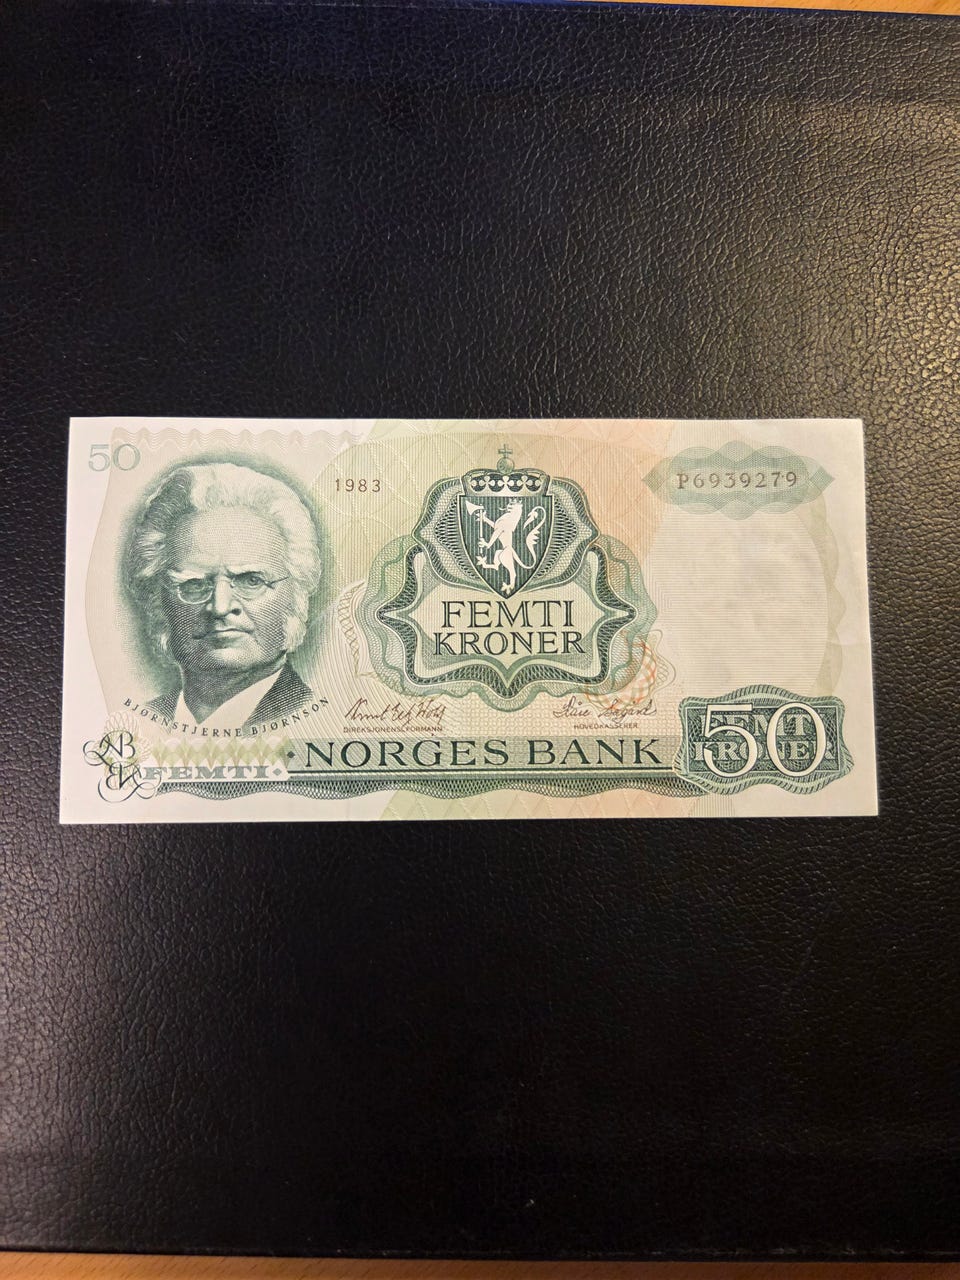 50
1983
P6939279
FEMTI
KRONER
BJØRNSTJERNE BJØRNSON
DIREKSJONENS FORMANN
HOVEDKASSERER
FEMTI
NORGES BANK
FEMTI
KRONER
50